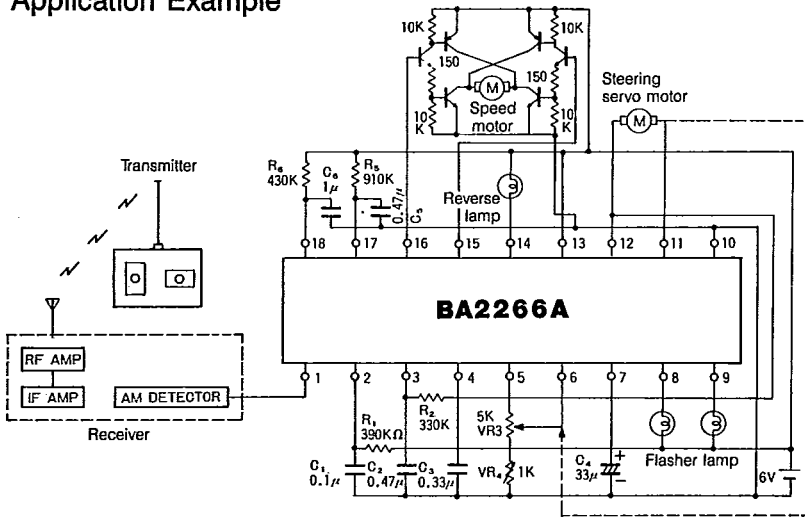 Application Example
10K
10K
150
150
M
Speed
motor
10
K
10
K
Steering
servo motor
M
Transmitter
R6
430K
C6
1μ
R5
910K
0.47μ
C5
Reverse
lamp
18
17
16
15
14
13
12
11
10
BA2266A
RF AMP
IF AMP
AM DETECTOR
Receiver
1
2
3
4
5
6
7
8
9
R1
390KΩ
R2
330K
5K
VR3
C1
0.1μ
C2
0.47μ
C3
0.33μ
VR4
1K
C4
33μ
+
−
Flasher lamp
6V